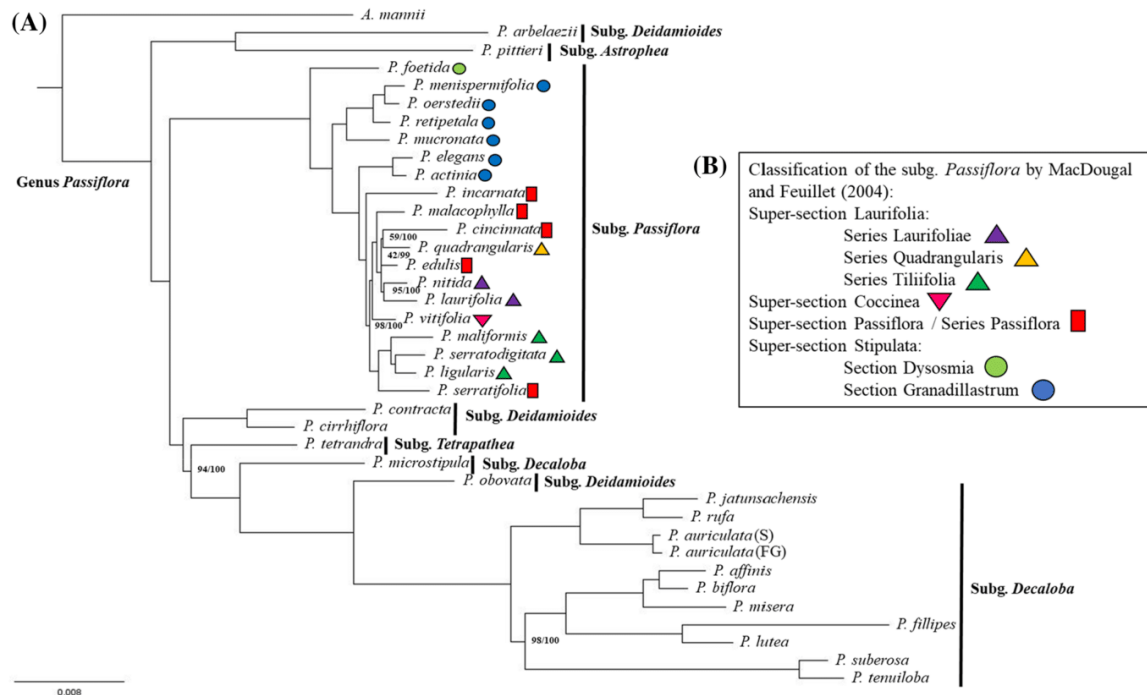 (A)
A. mannii
P. arbelaezii Subg. Deidamioides
P. pittieri Subg. Astrophea
P. foetida
P. menispermifolia
P. oerstedii
P. retipetala
P. mucronata
P. elegans
P. actinia
Genus Passiflora
P. incarnata
P. malacophylla
P. cincinnata
59/100
P. quadrangularis
42/99
P. edulis
P. nitida
95/100
P. laurifolia
P. vitifolia
98/100
P. maliformis
P. serratodigitata
P. ligularis
P. serratifolia
Subg. Passiflora
P. contracta
P. cirrhiflora
Subg. Deidamioides
P. tetrandra Subg. Tetrapathea
94/100
P. microstipula Subg. Decaloba
P. obovata Subg. Deidamioides
P. jatunsachensis
P. rufa
P. auriculata (S)
P. auriculata (FG)
P. affinis
P. biflora
P. misera
P. fillipes
98/100
P. lutea
P. suberosa
P. tenuiloba
Subg. Decaloba
0.008
(B)
Classification of the subg. Passiflora by MacDougal
and Feuillet (2004):
Super-section Laurifolia:
Series Laurifoliae
Series Quadrangularis
Series Tiliifolia
Super-section Coccinea
Super-section Passiflora / Series Passiflora
Super-section Stipulata:
Section Dysosmia
Section Granadillastrum